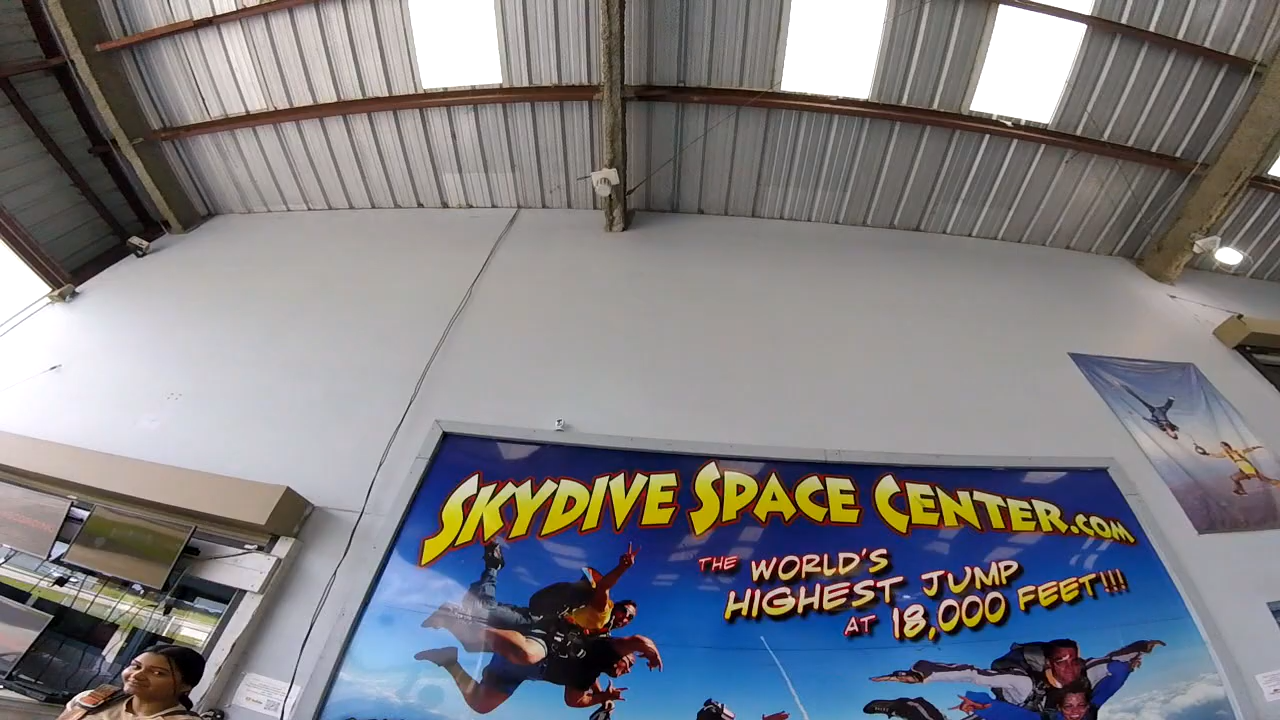 SKYDIVE SPACE CENTER.COM
THE WORLD'S
HIGHEST JUMP
AT 18,000 FEET!!!